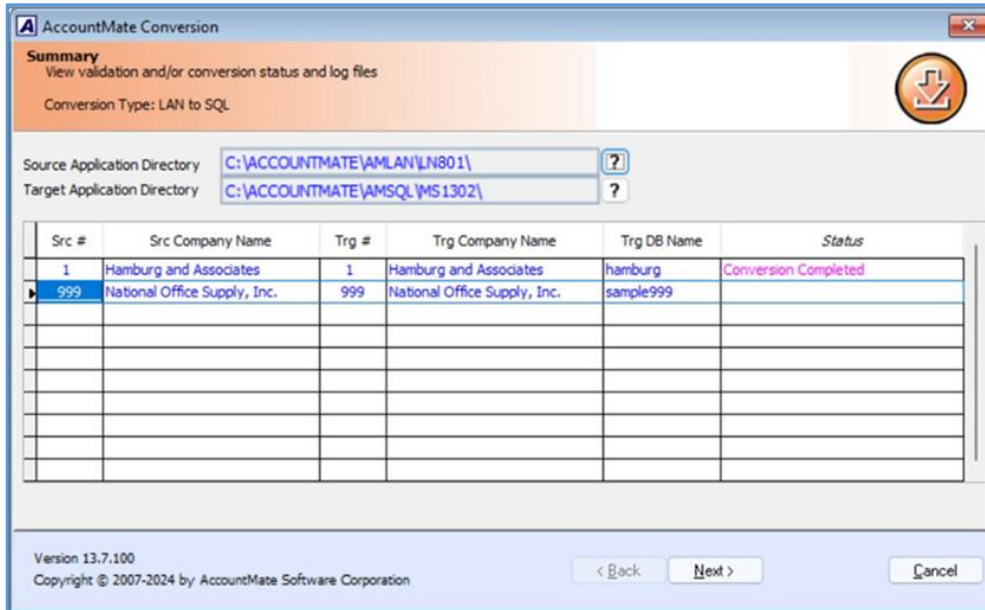 AccountMate Conversion
Summary
View validation and/or conversion status and log files
Conversion Type: LAN to SQL
Source Application Directory C:\ACCOUNTMATE\AMLAN\LN801\ ?
Target Application Directory C:\ACCOUNTMATE\AMSQL\MS1302\ ?
Src # Src Company Name Trg # Trg Company Name Trg DB Name Status
1 Hamburg and Associates 1 Hamburg and Associates hamburg Conversion Completed
999 National Office Supply, Inc. 999 National Office Supply, Inc. sample999
Version 13.7.100
Copyright © 2007-2024 by AccountMate Software Corporation
< Back Next > Cancel